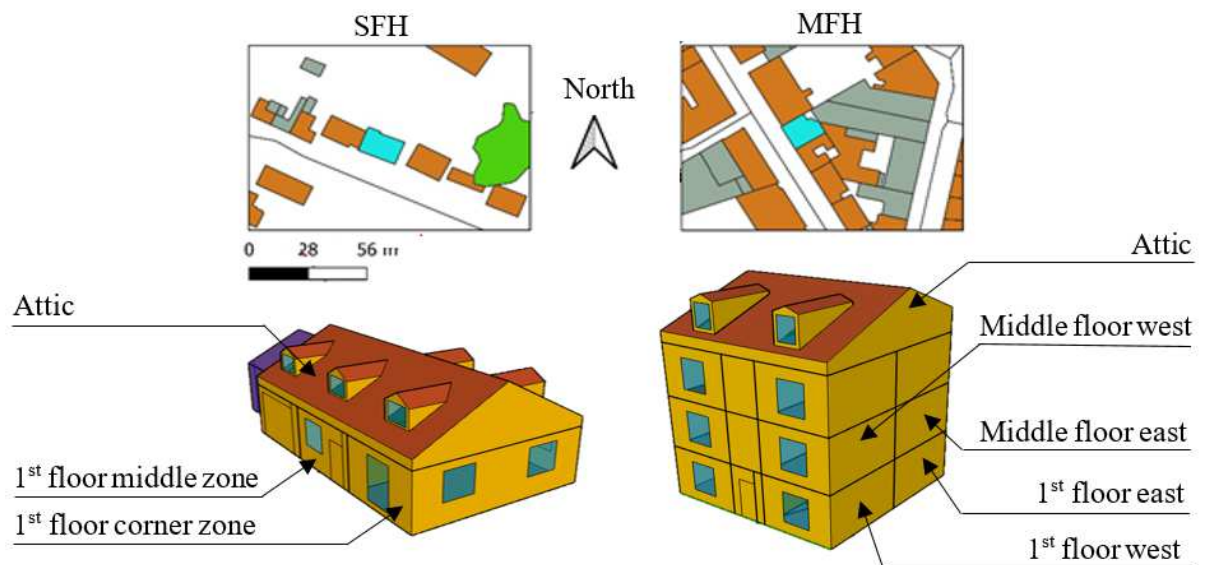 SFH
MFH
North
0 28 56 m
Attic
Attic
Middle floor west
Middle floor east
1st floor middle zone
1st floor east
1st floor corner zone
1st floor west